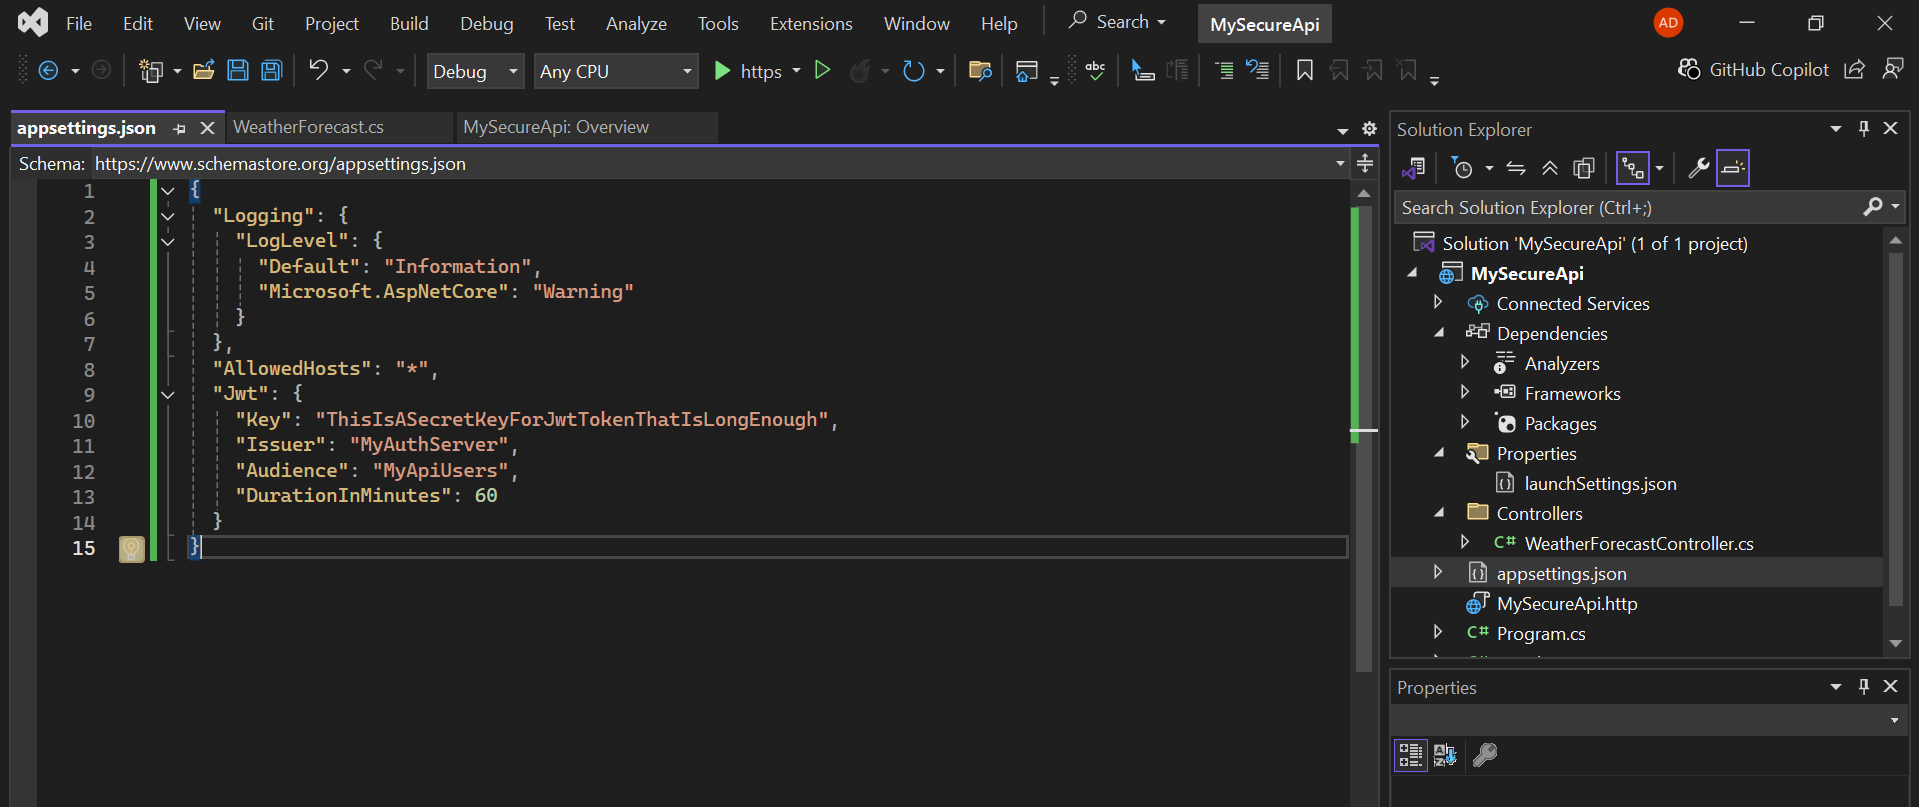 File Edit View Git Project Build Debug Test Analyze Tools Extensions Window Help Search MySecureApi AD
Debug Any CPU https abc GitHub Copilot
appsettings.json WeatherForecast.cs MySecureApi: Overview
Schema: https://www.schemastore.org/appsettings.json
1 {
2 "Logging": {
3 "LogLevel": {
4 "Default": "Information",
5 "Microsoft.AspNetCore": "Warning"
6 }
7 },
8 "AllowedHosts": "*",
9 "Jwt": {
10 "Key": "ThisIsASecretKeyForJwtTokenThatIsLongEnough",
11 "Issuer": "MyAuthServer",
12 "Audience": "MyApiUsers",
13 "DurationInMinutes": 60
14 }
15 }
Solution Explorer
Search Solution Explorer (Ctrl+;)
Solution 'MySecureApi' (1 of 1 project)
MySecureApi
Connected Services
Dependencies
Analyzers
Frameworks
Packages
Properties
launchSettings.json
Controllers
C# WeatherForecastController.cs
appsettings.json
MySecureApi.http
C# Program.cs
Properties